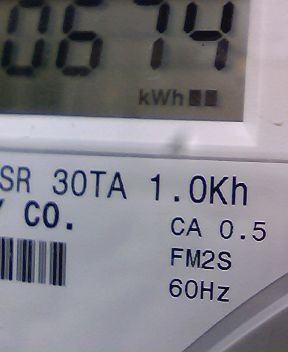 0674
kWh
SR 30TA 1.0Kh
Y CO.
CA 0.5
FM2S
60Hz